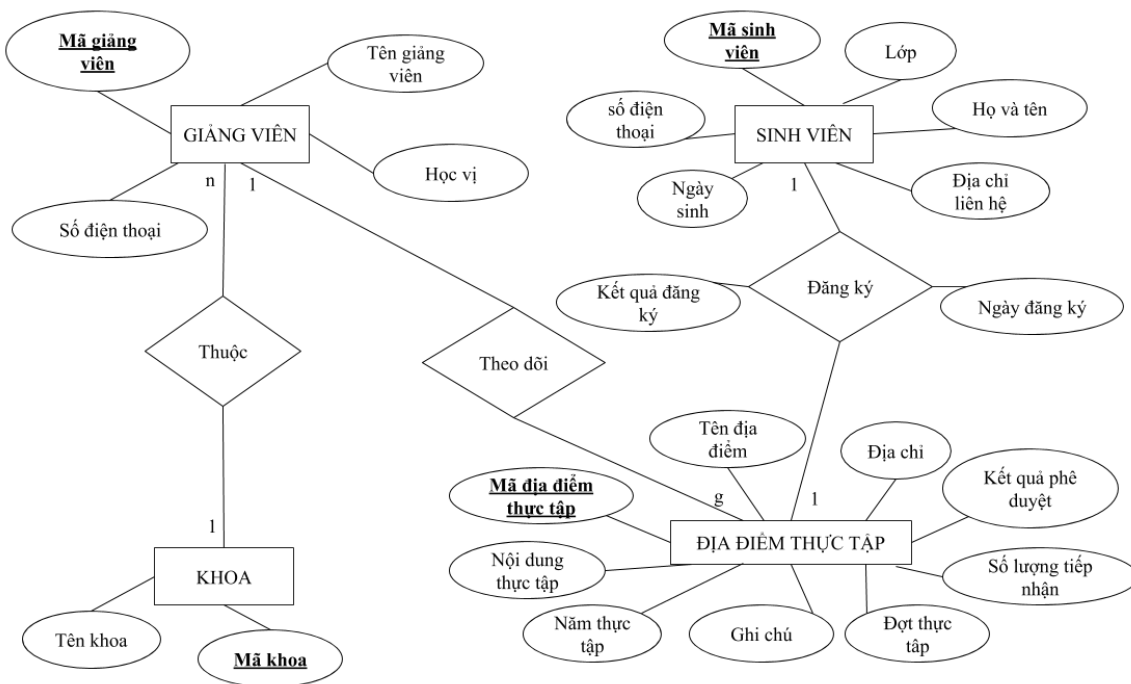 Mã giảng
viên
Tên giảng
viên
GIẢNG VIÊN
Học vị
Số điện thoại
n
1
Mã sinh
viên
Lớp
số điện
thoại
Họ và tên
SINH VIÊN
Ngày
sinh
1
Địa chỉ
liên hệ
Kết quả đăng
ký
Đăng ký
Ngày đăng ký
Thuộc
Theo dõi
Tên địa
điểm
Địa chỉ
Mã địa điểm
thực tập
g
1
Kết quả phê
duyệt
ĐỊA ĐIỂM THỰC TẬP
Nội dung
thực tập
Số lượng tiếp
nhận
Năm thực
tập
Ghi chú
Đợt thực
tâp
1
KHOA
Tên khoa
Mã khoa